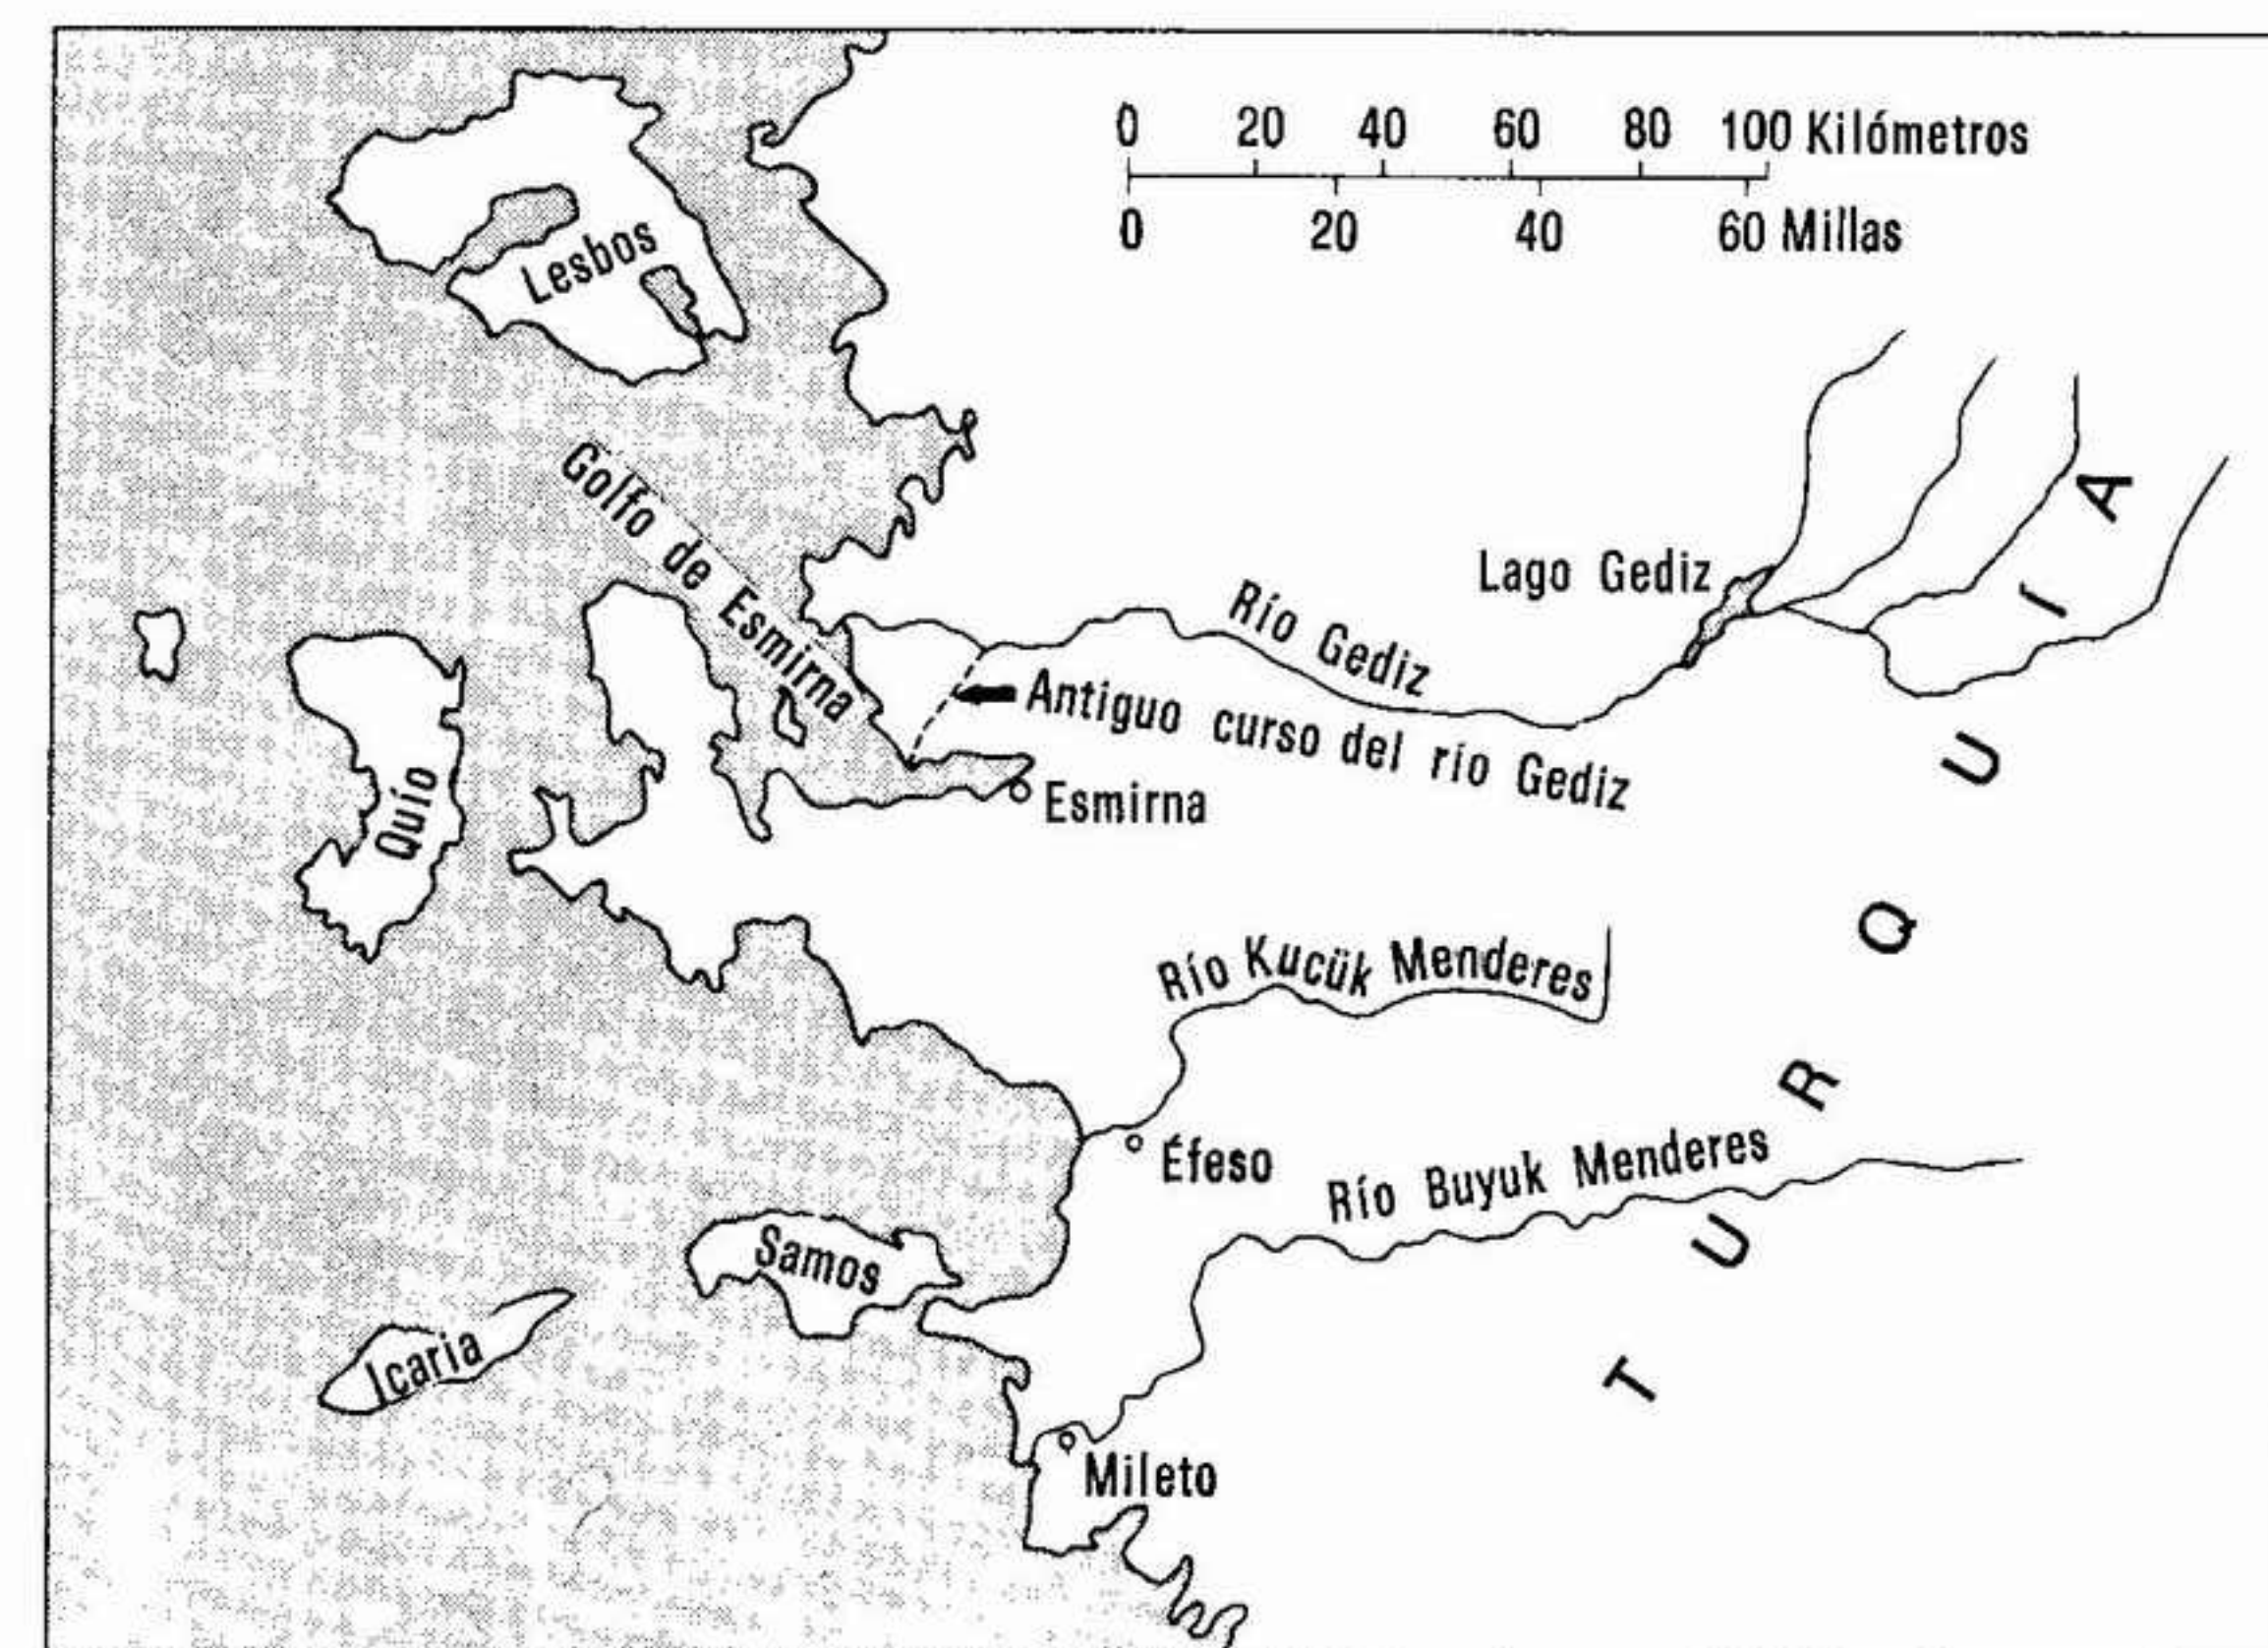 0 20 40 60 80 100 Kilómetros
0 20 40 60 Millas
Lesbos
Golfo de Esmirna
Lago Gediz
Río Gediz
Antiguo curso del río Gediz
Esmirna
Quío
Río Kucük Menderes
Éfeso
Río Buyuk Menderes
Samos
Icaria
Mileto
TURQUIA